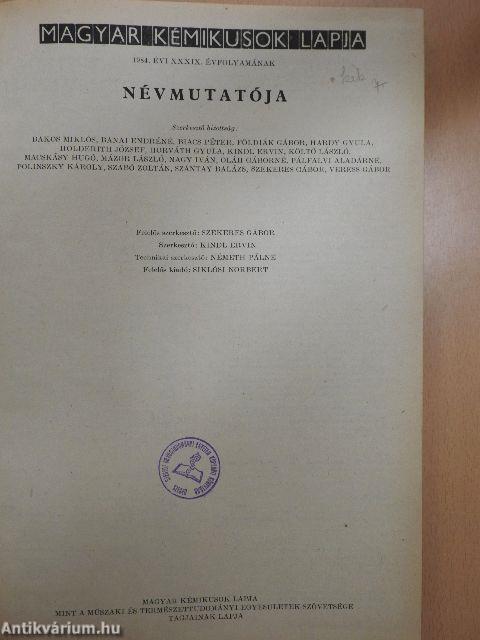 MAGYAR KÉMIKUSOK LAPJA
1984. ÉVI XXXIX. ÉVFOLYAMÁNAK
NÉVMUTATÓJA
Szerkesztő bizottság:
BAKOS MIKLÓS, BÁNAI ENDRÉNÉ, BIACS PÉTER, FÖLDIÁK GÁBOR, HARDY GYULA,
HOLDERITH JÓZSEF, HORVÁTH GYULA, KINDL ERVIN, KÖLTŐ LÁSZLÓ,
MACSKÁSY HUGÓ, MÁZOR LÁSZLÓ, NAGY IVÁN, OLÁH GÁBORNÉ, PÁLFALVI ALADÁRNÉ,
POLINSZKY KÁROLY, SZABÓ ZOLTÁN, SZÁNTAY BALÁZS, SZEKERES GÁBOR, VERESS GÁBOR
Felelős szerkesztő: SZEKERES GÁBOR
Szerkesztő: KINDL ERVIN
Technikai szerkesztő: NÉMETH PÁLNÉ
Felelős kiadó: SIKLÓSI NORBERT
MAGYAR KÉMIKUSOK LAPJA
MINT A MŰSZAKI ÉS TERMÉSZETTUDOMÁNYI EGYESÜLETEK SZÖVETSÉGE
TAGJAINAK LAPJA
Antikvárium.hu